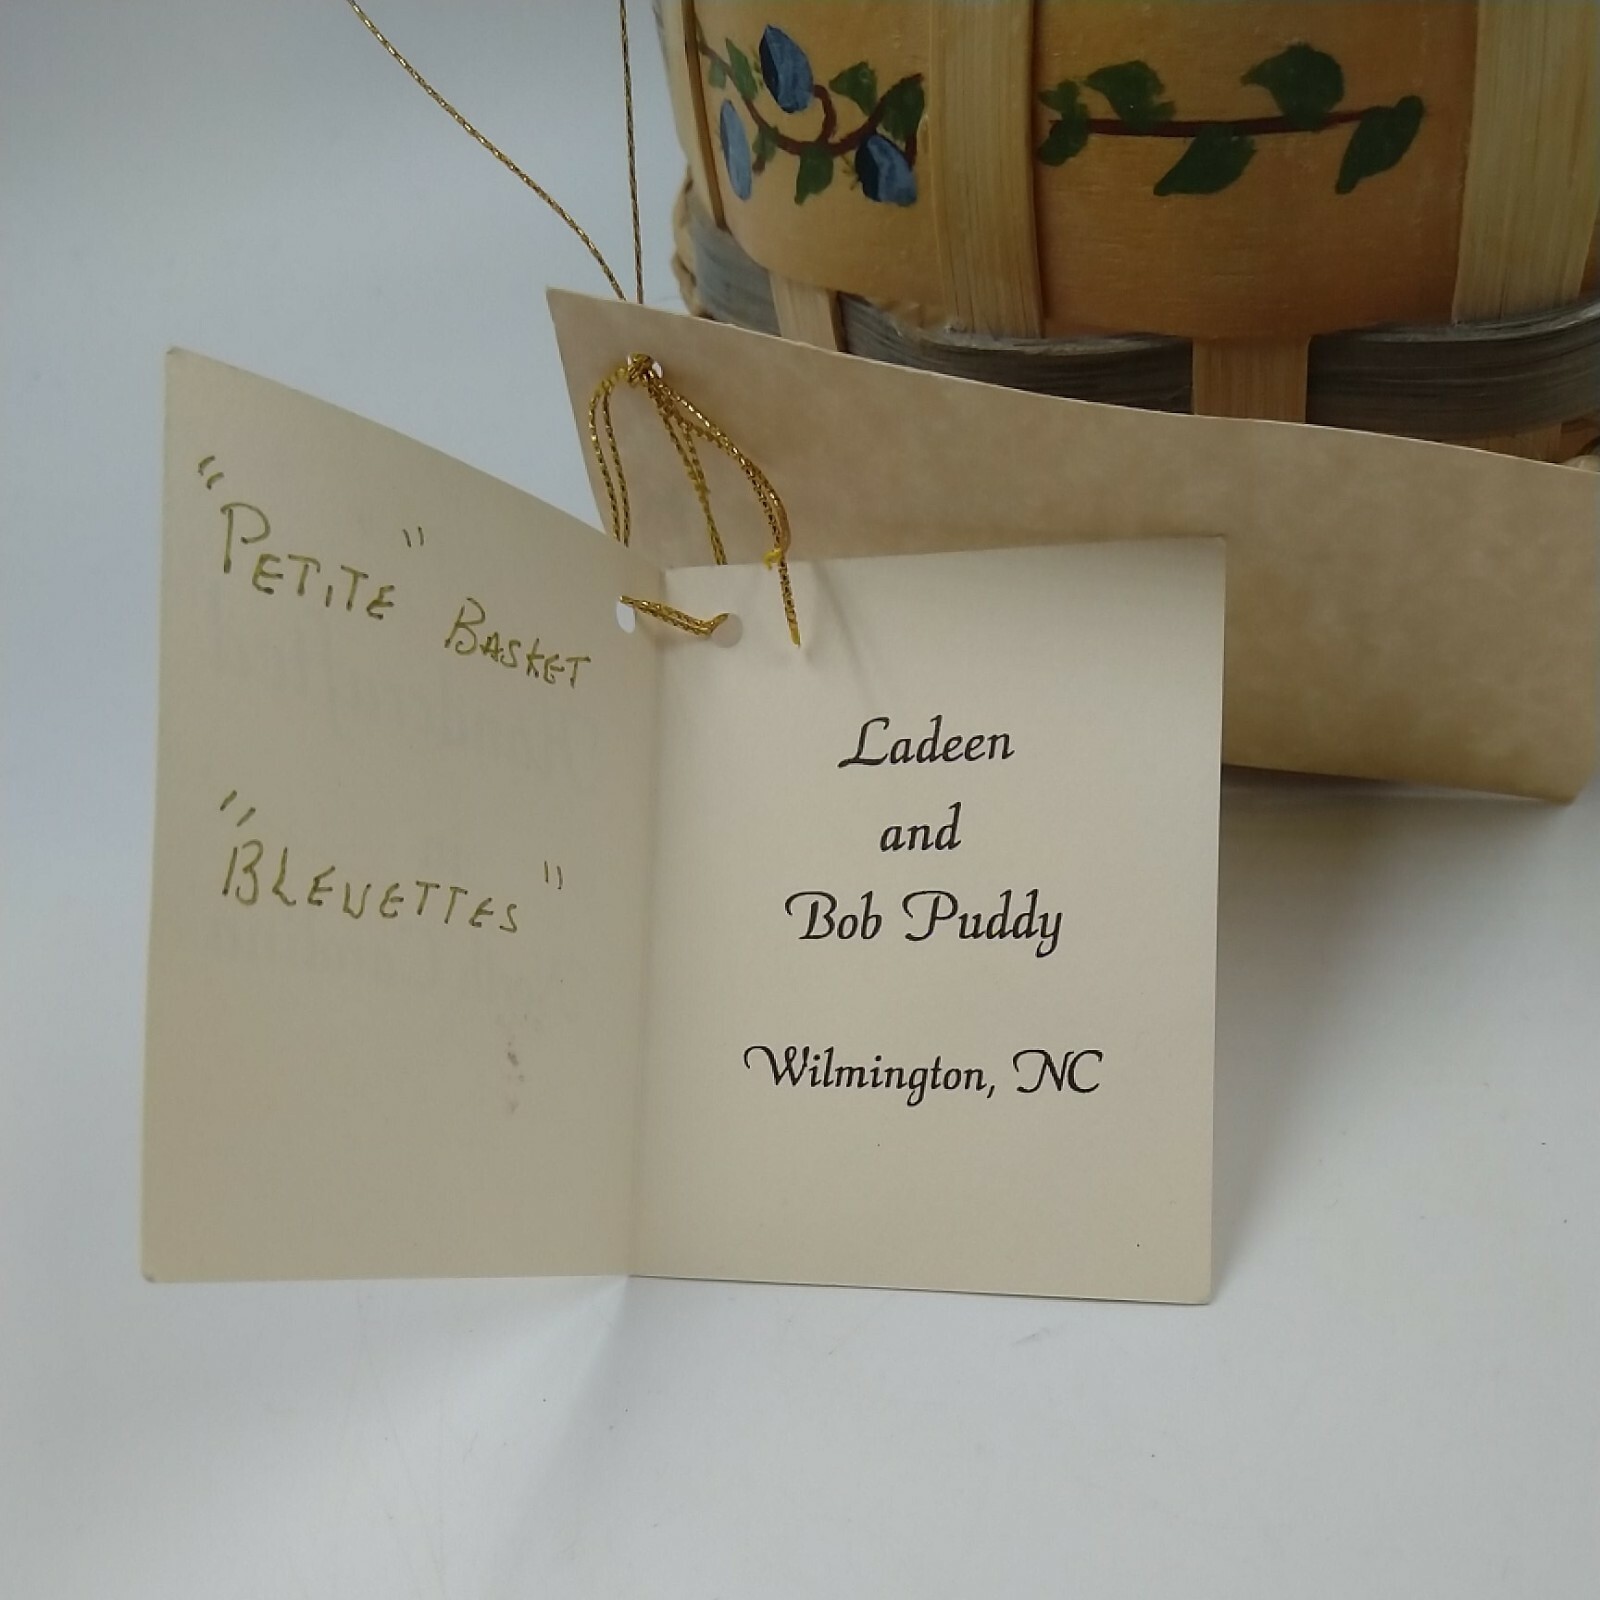 "PETITE" BASKET
"BLEUETTES"
Ladeen
and
Bob Puddy
Wilmington, NC